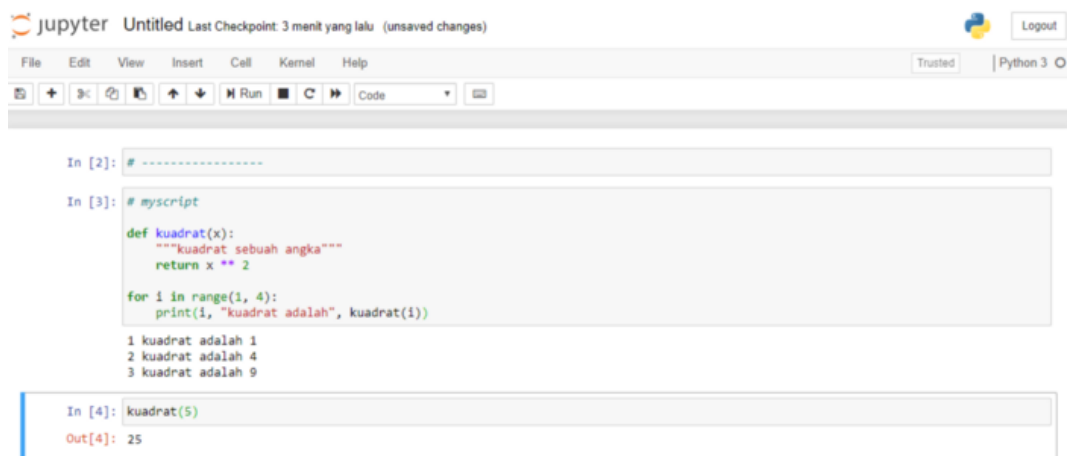 jupyter Untitled Last Checkpoint: 3 menit yang lalu (unsaved changes)
Logout
File Edit View Insert Cell Kernel Help
Trusted
Python 3
Run
Code
In [2]: # -----------------
In [3]: # myscript
def kuadrat(x):
"""kuadrat sebuah angka"""
return x ** 2
for i in range(1, 4):
print(i, "kuadrat adalah", kuadrat(i))
1 kuadrat adalah 1
2 kuadrat adalah 4
3 kuadrat adalah 9
In [4]: kuadrat(5)
Out[4]: 25